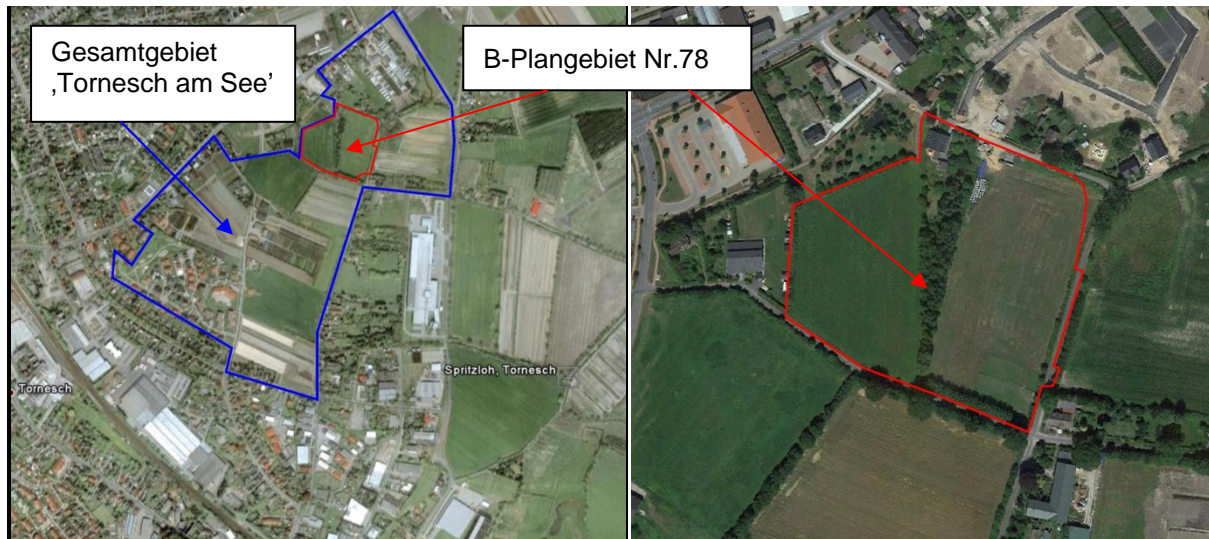 Gesamtgebiet
‚Tornesch am See’
B-Plangebiet Nr.78
Spritzloh, Tornesch
Tornesch